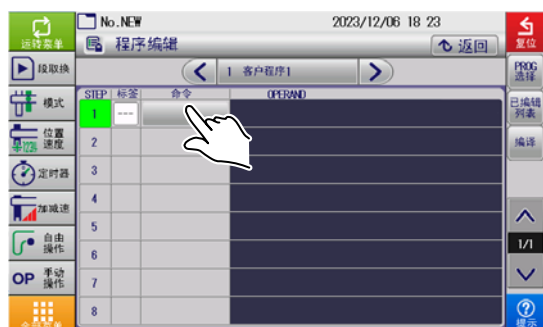 No.NEW 2023/12/06 18 23
运转菜单
程序编辑
返回
复位
段取换
1 客户程序1
PROG
选择
STEP 标签 命令 OPERAND
模式
1 ---
已编辑
列表
位置
速度
2
编译
定时器
3
加减速
4
5
自由
操作
6
1/1
OP 手动
操作
7
8
提示